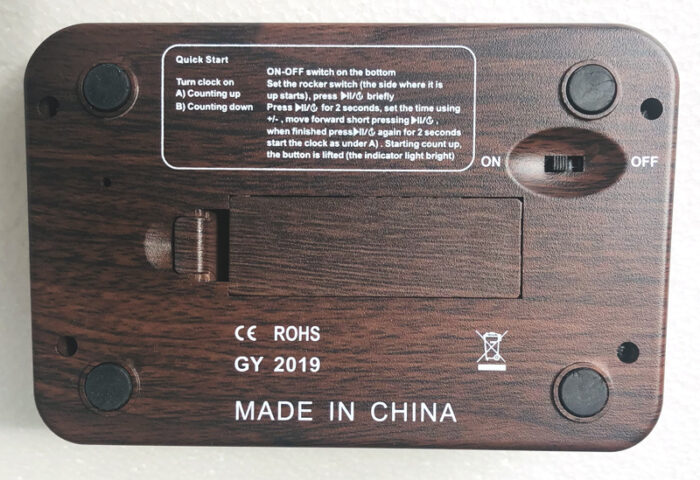 Quick Start
ON-OFF switch on the bottom
Turn clock on Set the rocker switch (the side where it is
A) Counting up up starts), press ▶II/⏻ briefly
B) Counting down Press ▶II/⏻ for 2 seconds, set the time using
+/- , move forward short pressing ▶II/⏻ ,
when finished press▶II/⏻ again for 2 seconds
start the clock as under A) . Starting count up,
the button is lifted (the indicator light bright)
ON OFF
CE ROHS
GY 2019
MADE IN CHINA